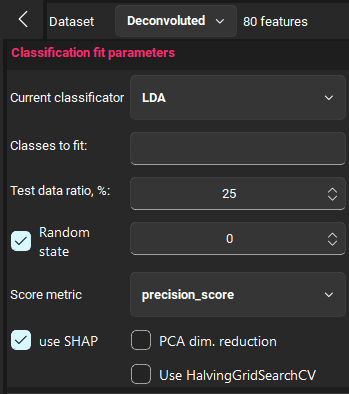 Dataset Deconvoluted 80 features
Classification fit parameters
Current classificator LDA
Classes to fit:
Test data ratio, %: 25
Random state 0
Score metric precision_score
use SHAP PCA dim. reduction
Use HalvingGridSearchCV